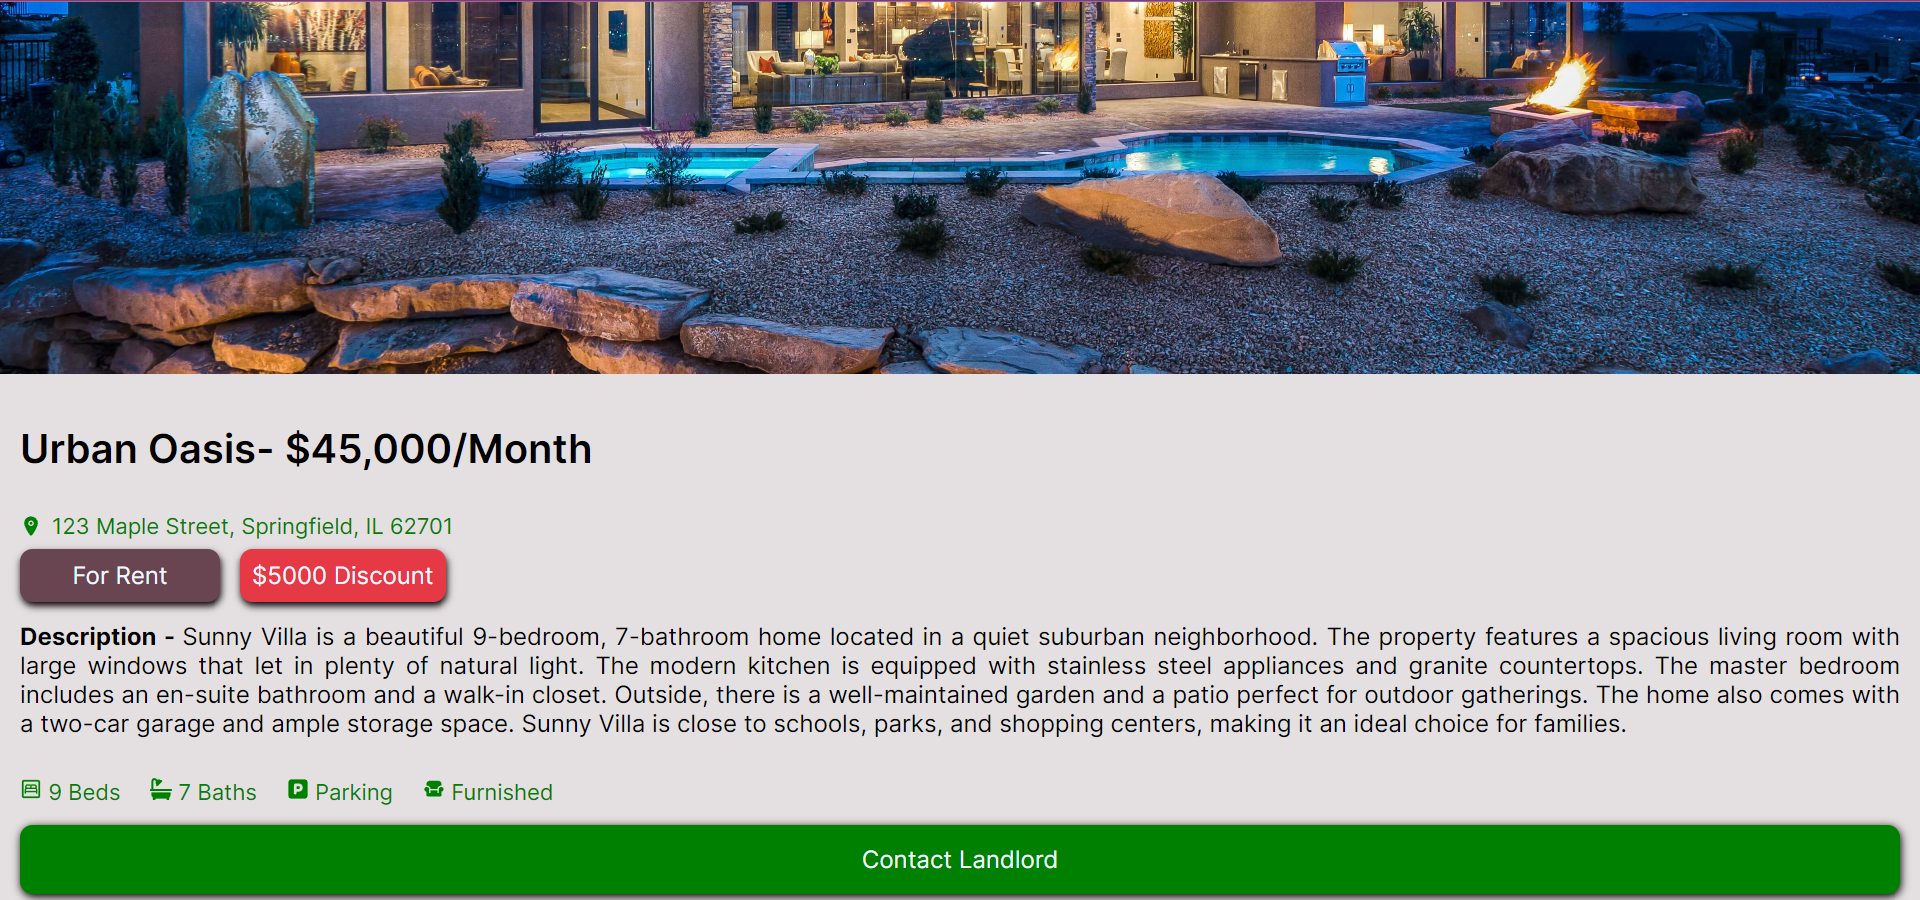 Urban Oasis- $45,000/Month
123 Maple Street, Springfield, IL 62701
For Rent
$5000 Discount
Description - Sunny Villa is a beautiful 9-bedroom, 7-bathroom home located in a quiet suburban neighborhood. The property features a spacious living room with
large windows that let in plenty of natural light. The modern kitchen is equipped with stainless steel appliances and granite countertops. The master bedroom
includes an en-suite bathroom and a walk-in closet. Outside, there is a well-maintained garden and a patio perfect for outdoor gatherings. The home also comes with
a two-car garage and ample storage space. Sunny Villa is close to schools, parks, and shopping centers, making it an ideal choice for families.
9 Beds 7 Baths P Parking Furnished
Contact Landlord